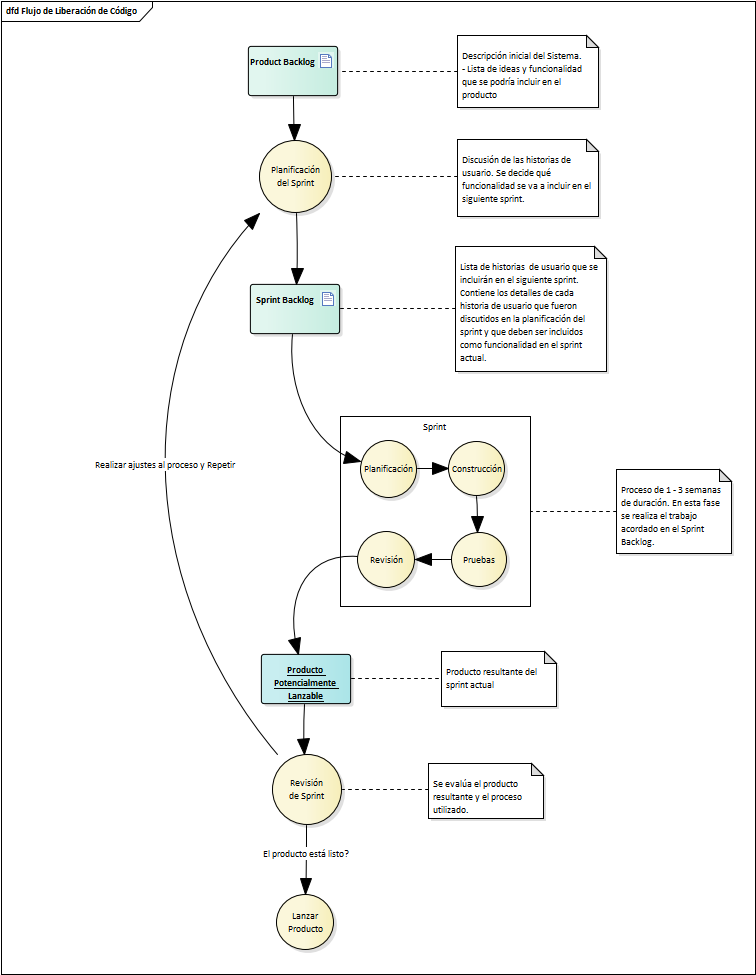 dfd Flujo de Liberación de Código
Product Backlog
Descripción inicial del Sistema.
- Lista de ideas y funcionalidad
que se podría incluir en el
producto
Planificación
del Sprint
Discusión de las historias de
usuario. Se decide qué
funcionalidad se va a incluir en el
siguiente sprint.
Sprint Backlog
Lista de historias de usuario que se
incluirán en el siguiente sprint.
Contiene los detalles de cada
historia de usuario que fueron
discutidos en la planificación del
sprint y que deben ser incluidos
como funcionalidad en el sprint
actual.
Sprint
Planificación
Construcción
Realizar ajustes al proceso y Repetir
Proceso de 1 - 3 semanas
de duración. En esta fase
se realiza el trabajo
acordado en el Sprint
Backlog.
Revisión
Pruebas
Producto
Potencialmente
Lanzable
Producto resultante del
sprint actual
Revisión
de Sprint
Se evalúa el producto
resultante y el proceso
utilizado.
El producto está listo?
Lanzar
Producto